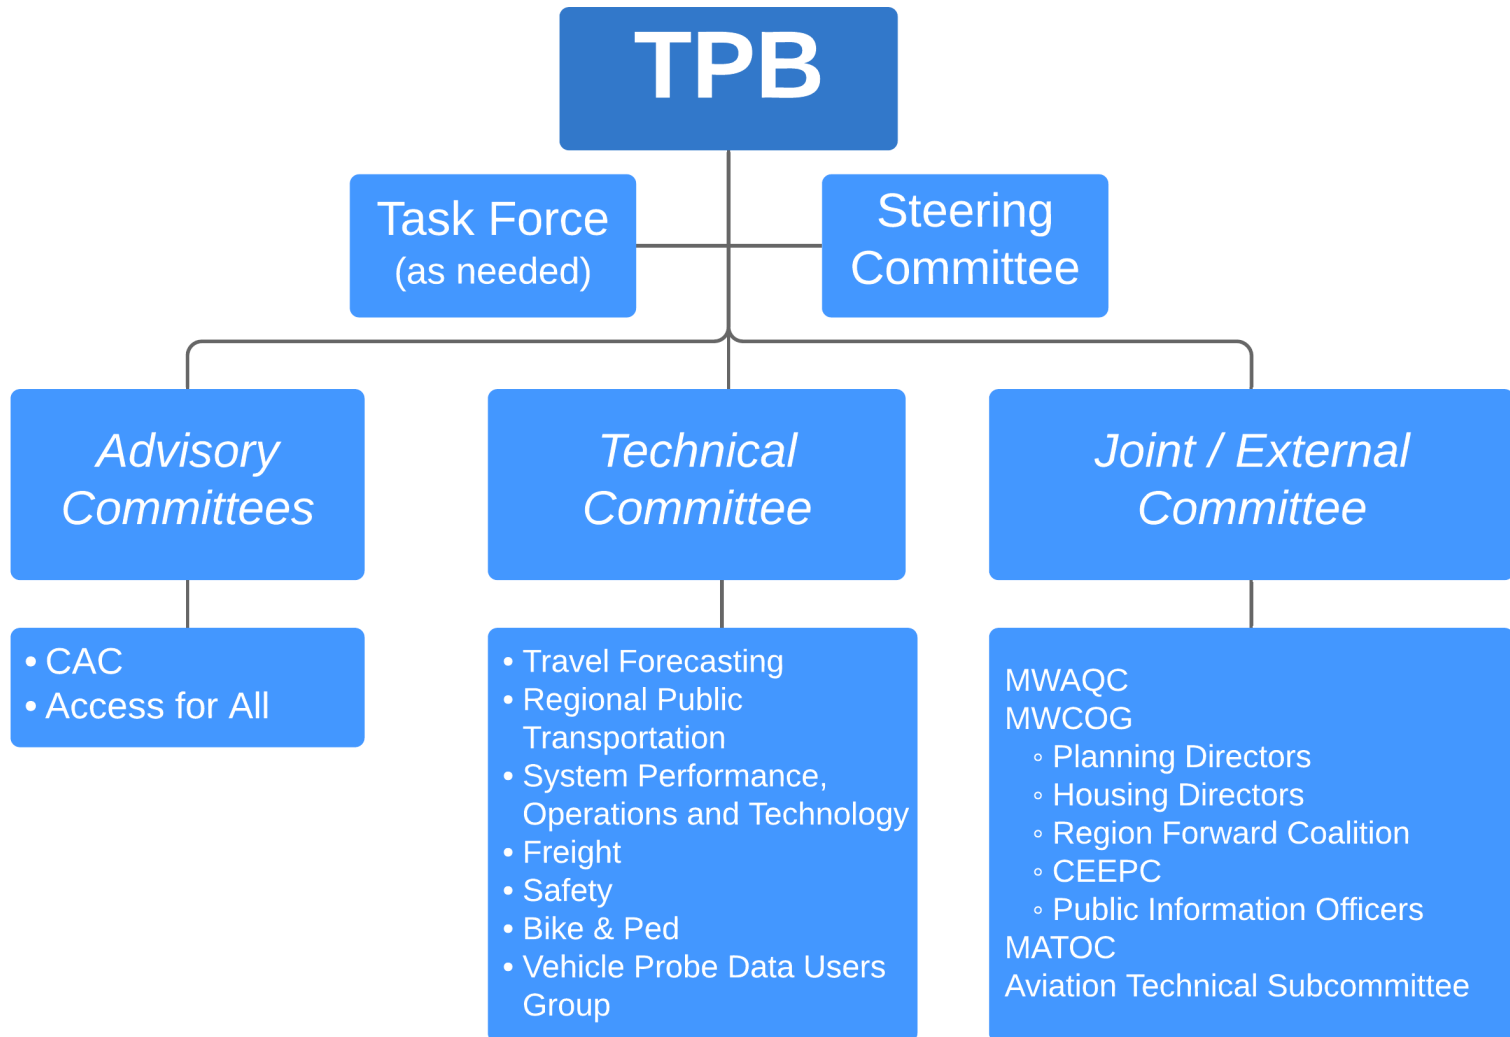 TPB
Task Force
(as needed)
Steering
Committee
Advisory
Committees
Technical
Committee
Joint / External
Committee
• CAC
• Access for All
• Travel Forecasting
• Regional Public
Transportation
• System Performance,
Operations and Technology
• Freight
• Safety
• Bike & Ped
• Vehicle Probe Data Users
Group
MWAQC
MWCOG
◦ Planning Directors
◦ Housing Directors
◦ Region Forward Coalition
◦ CEEPC
◦ Public Information Officers
MATOC
Aviation Technical Subcommittee